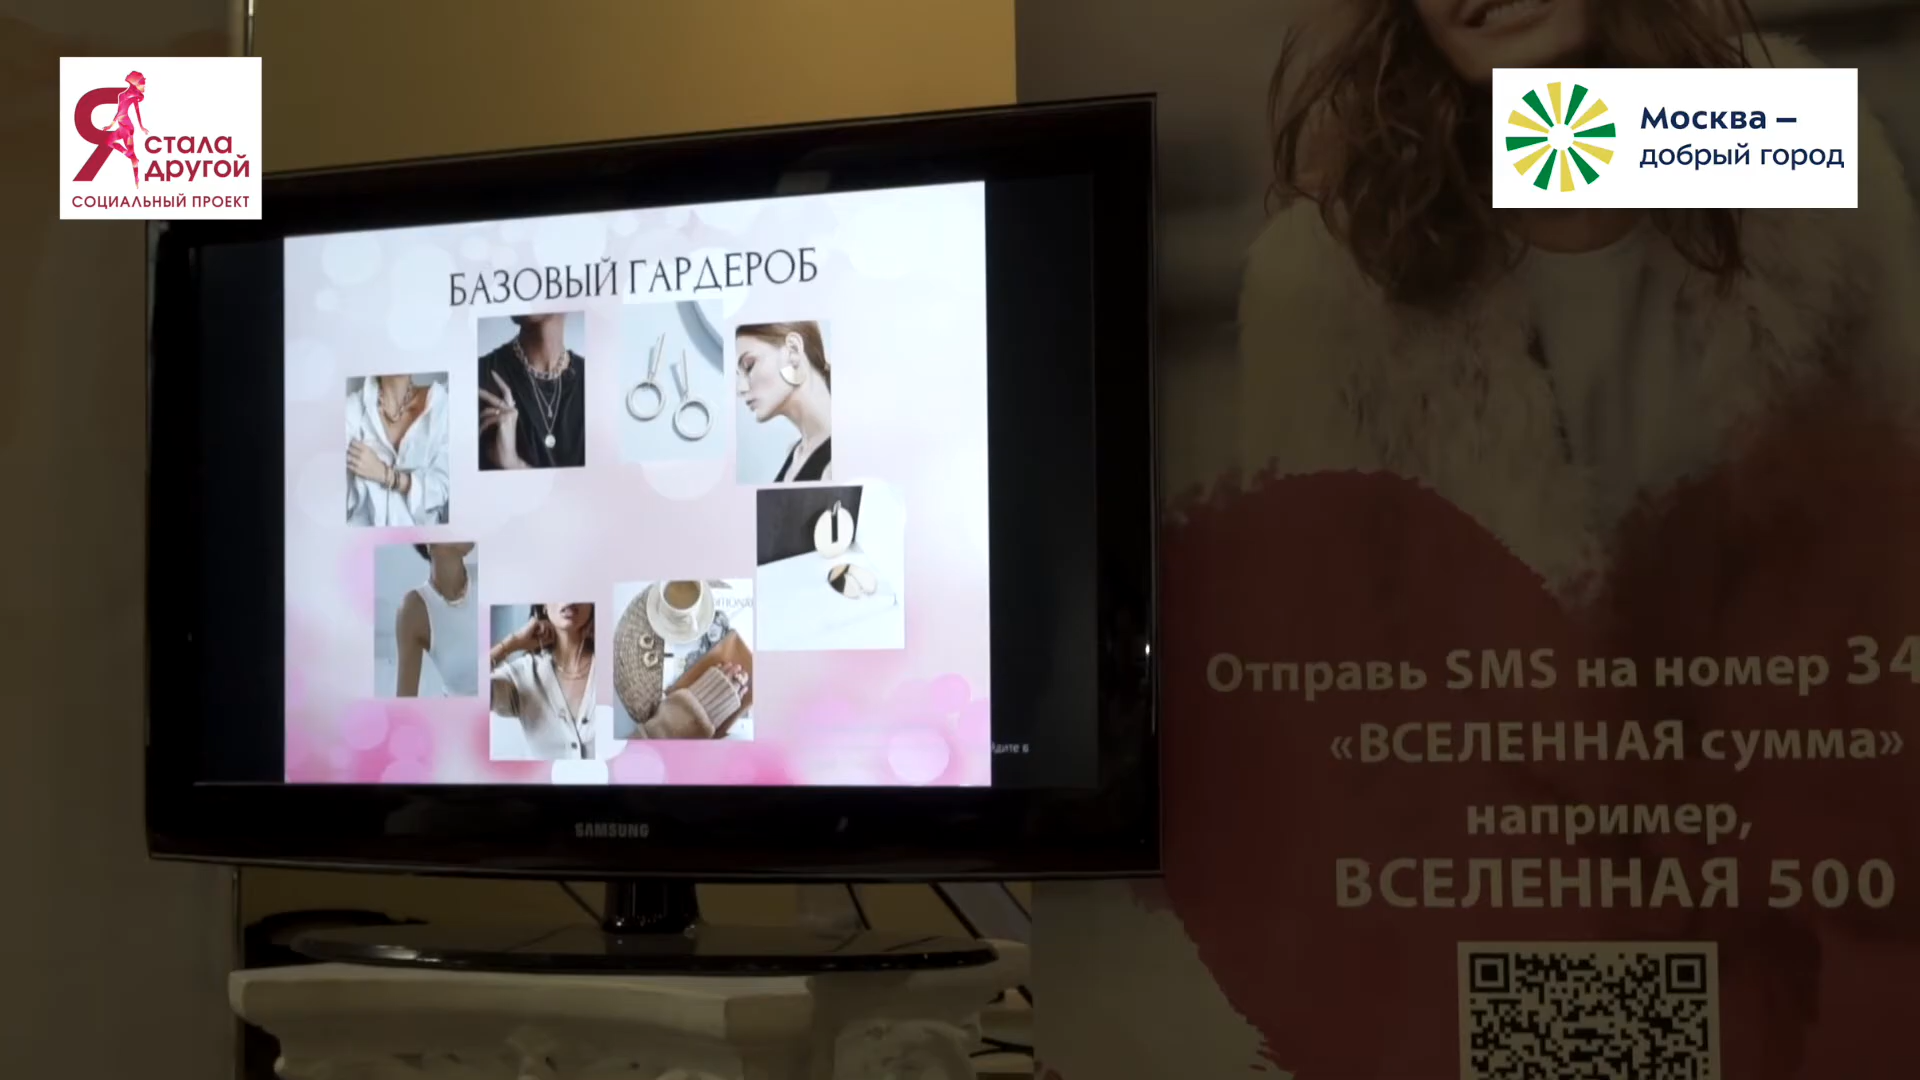 Я стала
другой
СОЦИАЛЬНЫЙ ПРОЕКТ
Москва –
добрый город
БАЗОВЫЙ ГАРДЕРОБ
SAMSUNG
Отправь SMS на номер 34
«ВСЕЛЕННАЯ сумма»
например,
ВСЕЛЕННАЯ 500